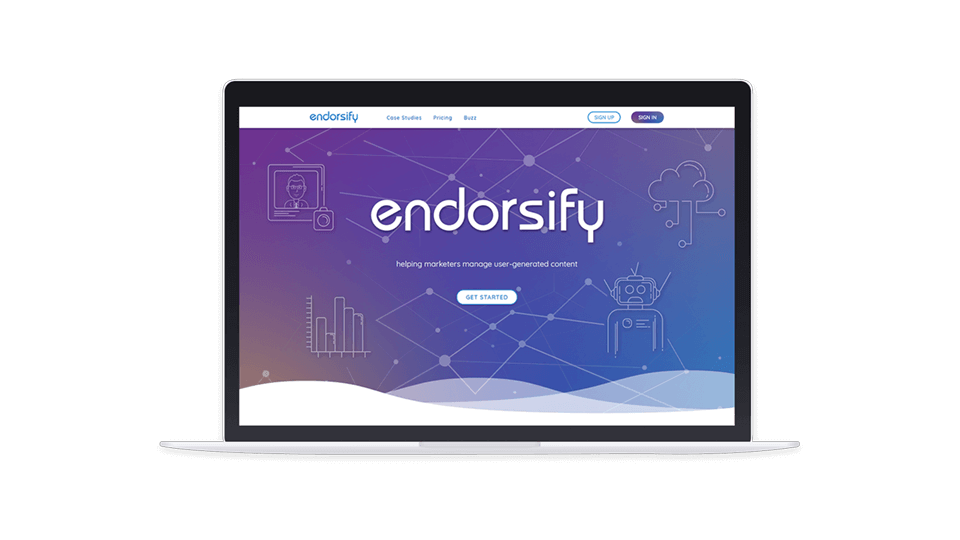 endorsify Case Studies Pricing Buzz SIGN UP SIGN IN
endorsify
helping marketers manage user-generated content
GET STARTED